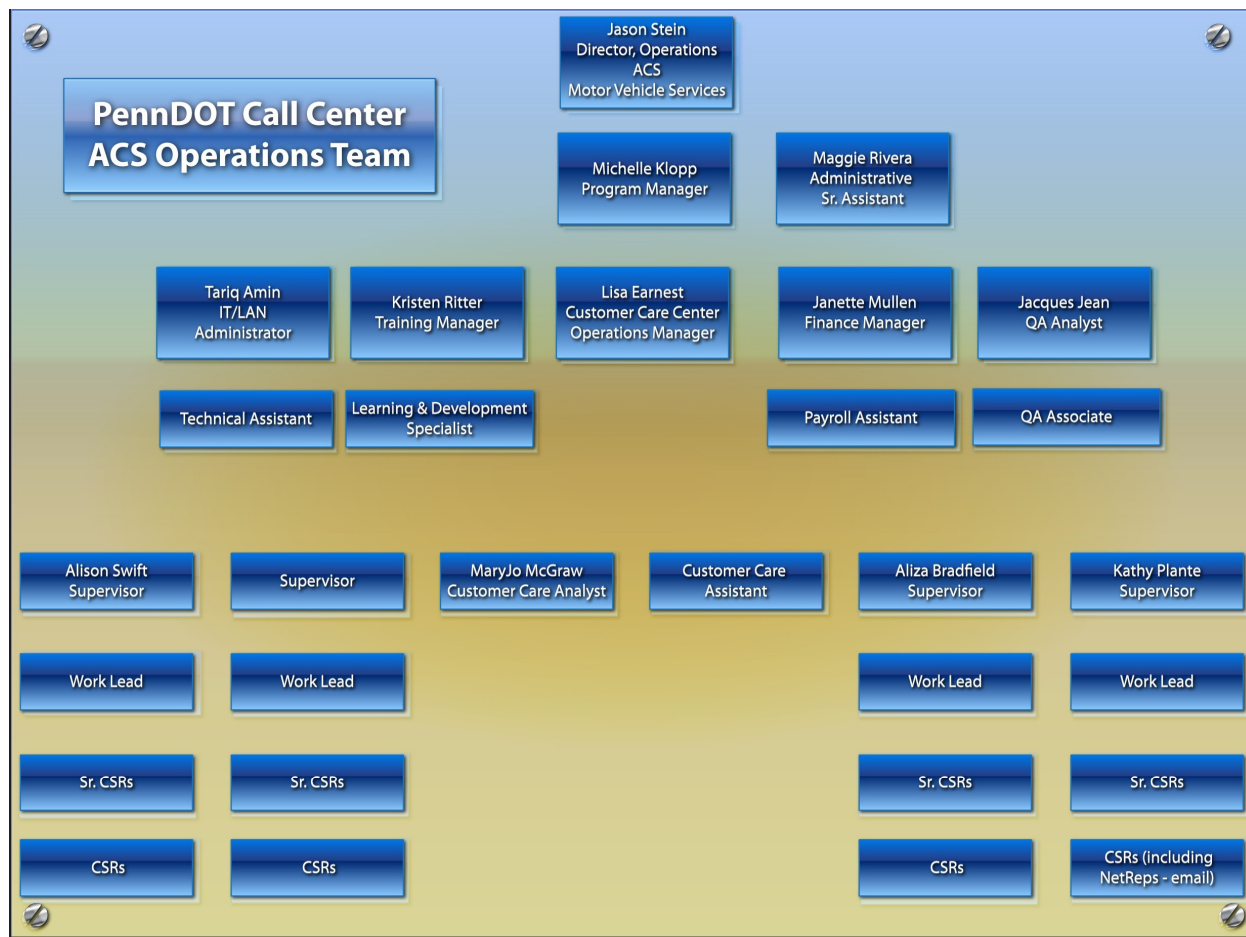 Jason Stein
Director, Operations
ACS
Motor Vehicle Services
PennDOT Call Center
ACS Operations Team
Michelle Klopp
Program Manager
Maggie Rivera
Administrative
Sr. Assistant
Tariq Amin
IT/LAN
Administrator
Kristen Ritter
Training Manager
Lisa Earnest
Customer Care Center
Operations Manager
Janette Mullen
Finance Manager
Jacques Jean
QA Analyst
Technical Assistant
Learning & Development
Specialist
Payroll Assistant
QA Associate
Alison Swift
Supervisor
Supervisor
MaryJo McGraw
Customer Care Analyst
Customer Care
Assistant
Aliza Bradfield
Supervisor
Kathy Plante
Supervisor
Work Lead
Work Lead
Work Lead
Work Lead
Sr. CSRs
Sr. CSRs
Sr. CSRs
Sr. CSRs
CSRs
CSRs
CSRs
CSRs (including
NetReps - email)